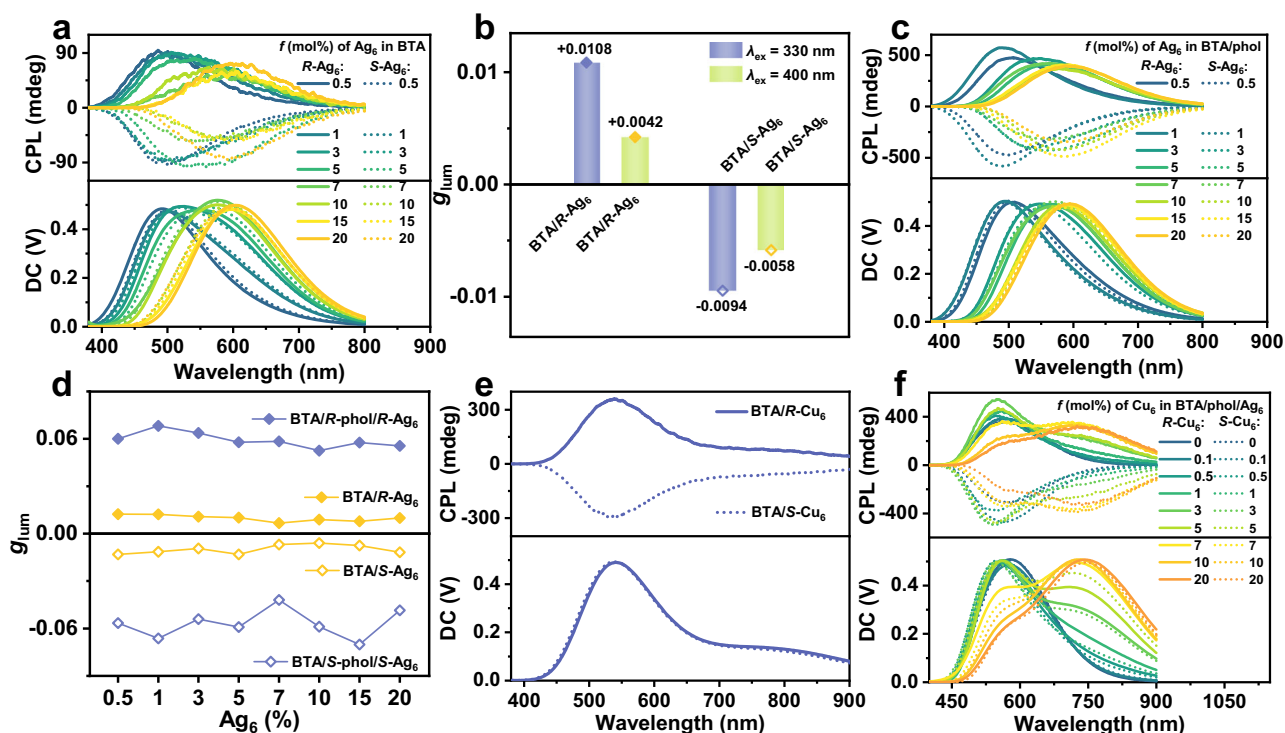 a
f (mol%) of Ag6 in BTA
R-Ag6: S-Ag6:
0.5 0.5
1 1
3 3
5 5
7 7
10 10
15 15
20 20
90
0
-90
CPL (mdeg)
0.4
0.2
0.0
DC (V)
400 500 600 700 800 900
Wavelength (nm)
b
+0.0108
λex = 330 nm
λex = 400 nm
+0.0042
BTA/R-Ag6
BTA/R-Ag6
BTA/S-Ag6
BTA/S-Ag6
-0.0094
-0.0058
0.01
0.00
-0.01
glum
c
f (mol%) of Ag6 in BTA/phol
R-Ag6: S-Ag6:
0.5 0.5
1 1
3 3
5 5
7 7
10 10
15 15
20 20
500
0
-500
CPL (mdeg)
0.4
0.2
0.0
DC (V)
400 500 600 700 800 900
Wavelength (nm)
d
BTA/R-phol/R-Ag6
BTA/R-Ag6
BTA/S-Ag6
BTA/S-phol/S-Ag6
0.06
0.00
-0.06
glum
0.5 1 3 5 7 10 15 20
Ag6 (%)
e
BTA/R-Cu6
BTA/S-Cu6
300
0
-300
CPL (mdeg)
0.4
0.2
0.0
DC (V)
400 500 600 700 800 900
Wavelength (nm)
f
f (mol%) of Cu6 in BTA/phol/Ag6
R-Cu6: S-Cu6:
0 0
0.1 0.1
0.5 0.5
1 1
3 3
5 5
7 7
10 10
20 20
400
0
-400
CPL (mdeg)
0.4
0.2
0.0
DC (V)
450 600 750 900 1050
Wavelength (nm)